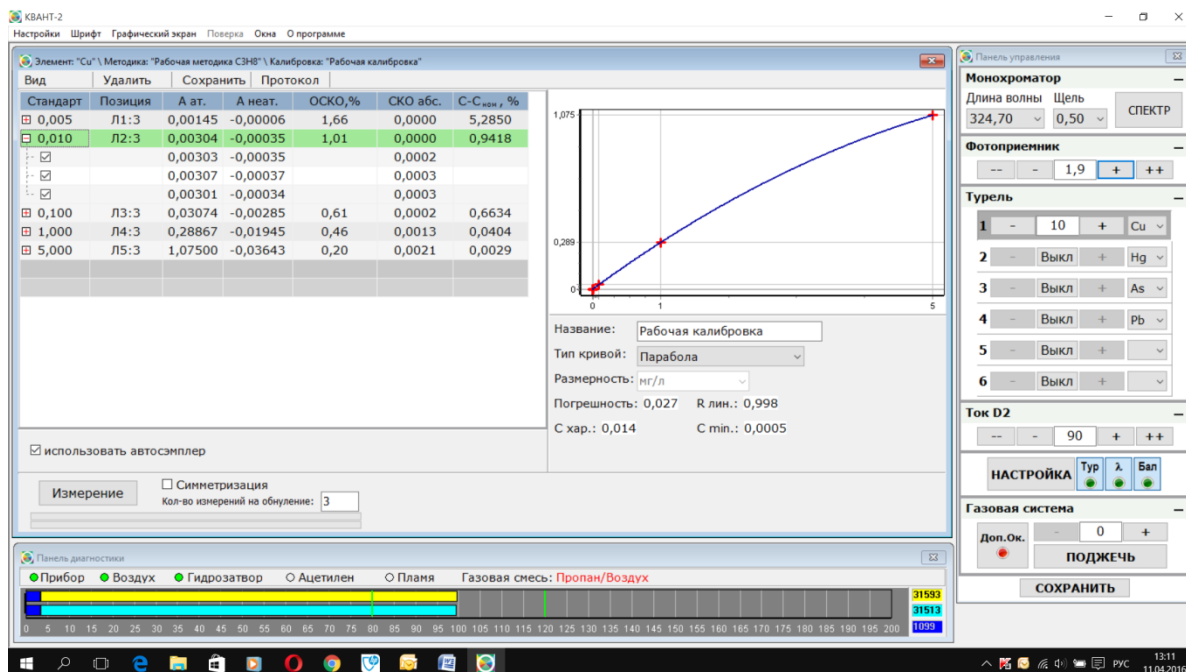 КВАНТ-2
Настройки Шрифт Графический экран Поверка Окна О программе
Элемент: "Cu" \ Методика: "Рабочая методика C3H8" \ Калибровка: "Рабочая калибровка"
Вид Удалить Сохранить Протокол
Стандарт Позиция А ат. А неат. ОСКО,% СКО абс. С-Сном, %
0,005 Л1:3 0,00145 -0,00006 1,66 0,0000 5,2850
0,010 Л2:3 0,00304 -0,00035 1,01 0,0000 0,9418
0,00303 -0,00035 0,0002
0,00307 -0,00037 0,0003
0,00301 -0,00034 0,0003
0,100 Л3:3 0,03074 -0,00285 0,61 0,0002 0,6634
1,000 Л4:3 0,28867 -0,01945 0,46 0,0013 0,0404
5,000 Л5:3 1,07500 -0,03643 0,20 0,0021 0,0029
использовать автосэмплер
Измерение
Симметризация
Кол-во измерений на обнуление: 3
1,075
0,289
0
0 1 5
Название: Рабочая калибровка
Тип кривой: Парабола
Размерность: мг/л
Погрешность: 0,027 R лин.: 0,998
С хар.: 0,014 C min.: 0,0005
Панель управления
Монохроматор
Длина волны Щель
324,70 0,50 СПЕКТР
Фотоприемник
-- - 1,9 + ++
Турель
1 - 10 + Cu
2 - Выкл + Hg
3 - Выкл + As
4 - Выкл + Pb
5 - Выкл +
6 - Выкл +
Ток D2
-- - 90 + ++
НАСТРОЙКА Тур λ Бал
Газовая система
Доп.Ок. - 0 +
ПОДЖЕЧЬ
СОХРАНИТЬ
Панель диагностики
Прибор Воздух Гидрозатвор Ацетилен Пламя Газовая смесь: Пропан/Воздух
31593
31513
1099
0 5 10 15 20 25 30 35 40 45 50 55 60 65 70 75 80 85 90 95 100 105 110 115 120 125 130 135 140 145 150 155 160 165 170 175 180 185 190 195 200
РУС
13:11
11.04.2016